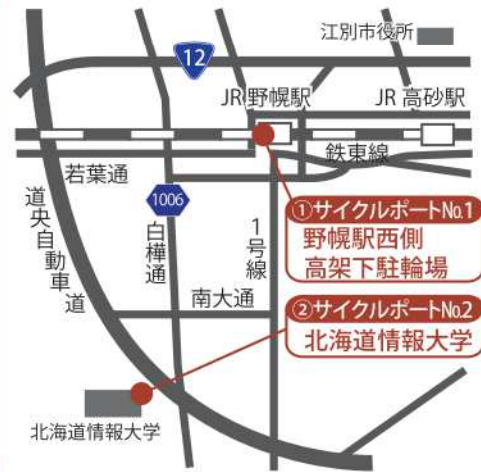 江別市役所
12
JR 野幌駅
JR 高砂駅
鉄東線
若葉通
1006
道央自動車道
白樺通
1号線
①サイクルポートNo.1
野幌駅西側
高架下駐輪場
南大通
②サイクルポートNo.2
北海道情報大学
北海道情報大学